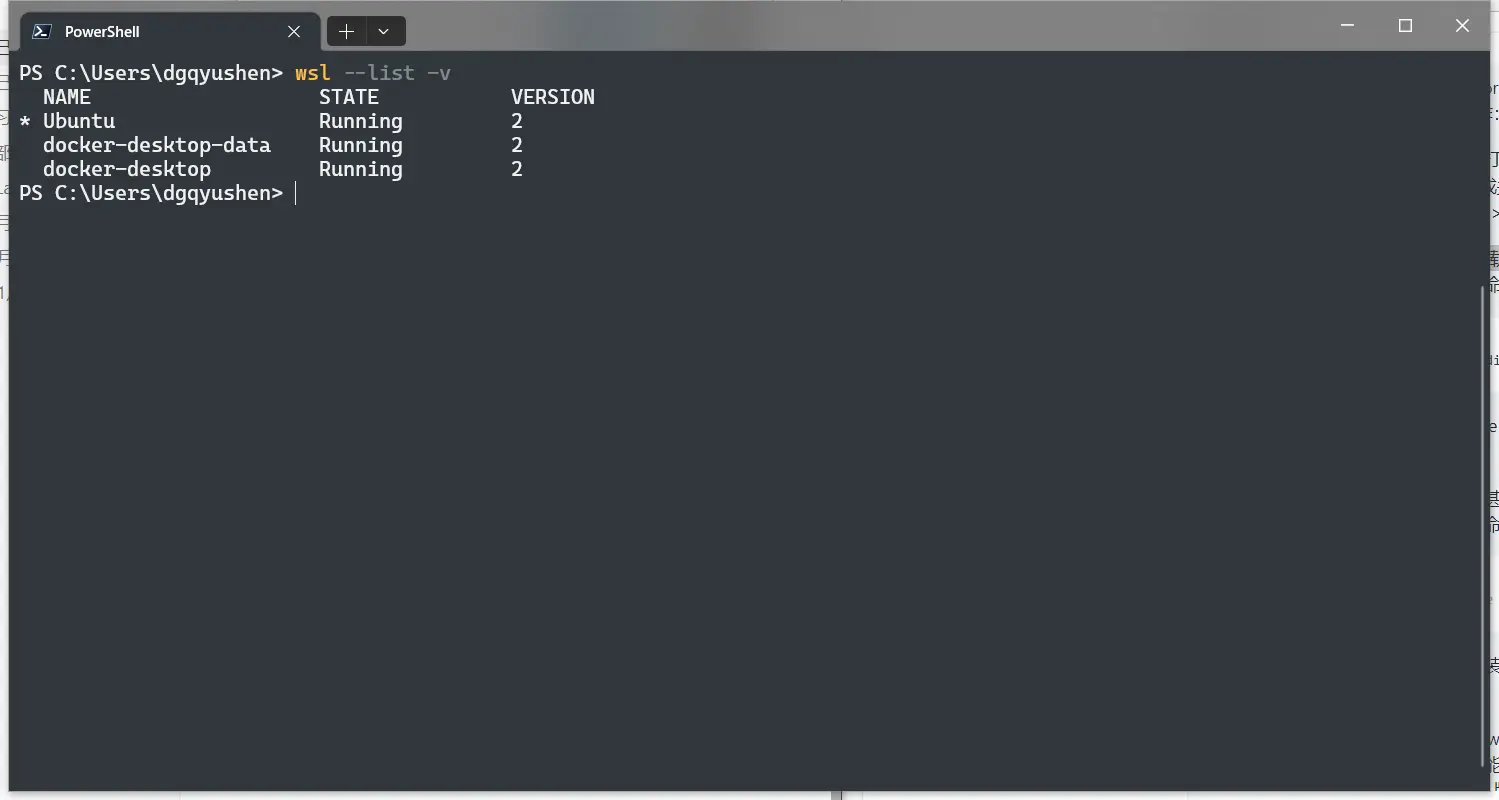 PowerShell
PS C:\Users\dgqyushen> wsl --list -v
  NAME                   STATE           VERSION
* Ubuntu                 Running         2
  docker-desktop-data    Running         2
  docker-desktop         Running         2
PS C:\Users\dgqyushen>